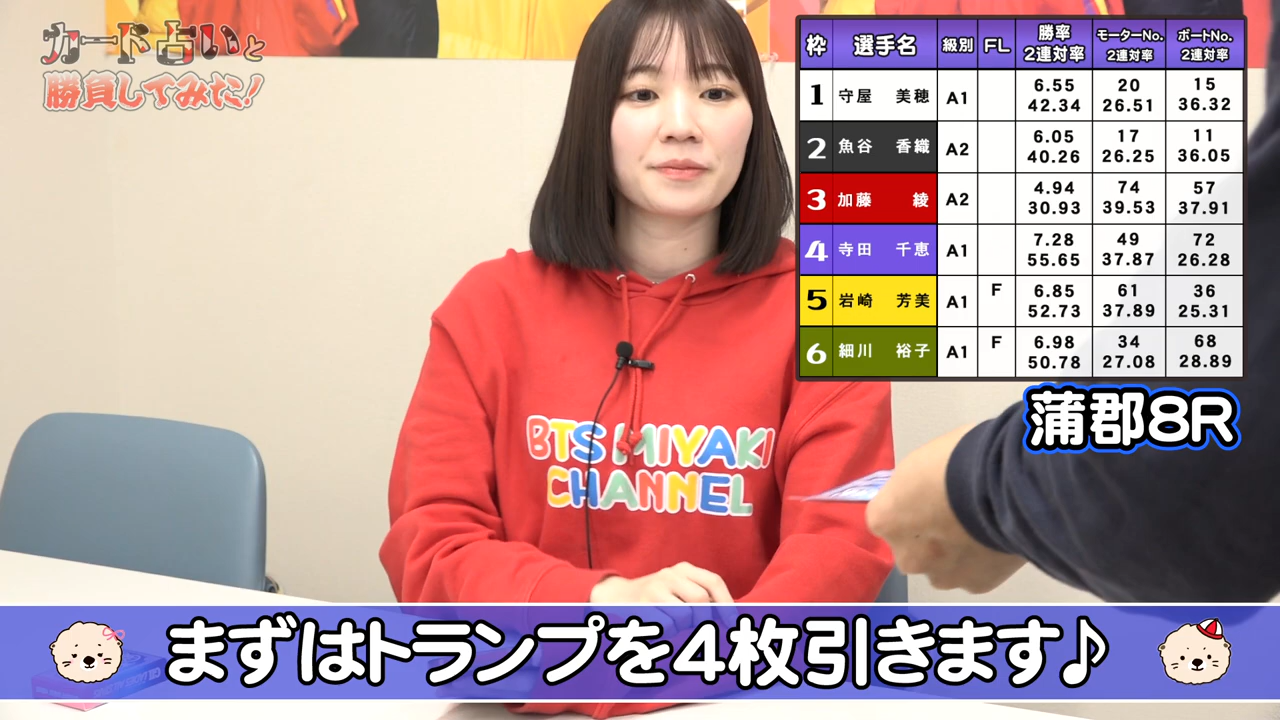 カード占いと
勝負してみた!
枠 選手名 級別 FL 勝率 2連対率 モーターNo. 2連対率 ボートNo. 2連対率
1 守屋 美穂 A1 6.55 42.34 20 26.51 15 36.32
2 魚谷 香織 A2 6.05 40.26 17 26.25 11 36.05
3 加藤 綾 A2 4.94 30.93 74 39.53 57 37.91
4 寺田 千恵 A1 7.28 55.65 49 37.87 72 26.28
5 岩崎 芳美 A1 F 6.85 52.73 61 37.89 36 25.31
6 細川 裕子 A1 F 6.98 50.78 34 27.08 68 28.89
蒲郡8R
BTS MIYAKI
CHANNEL
まずはトランプを4枚引きます♪